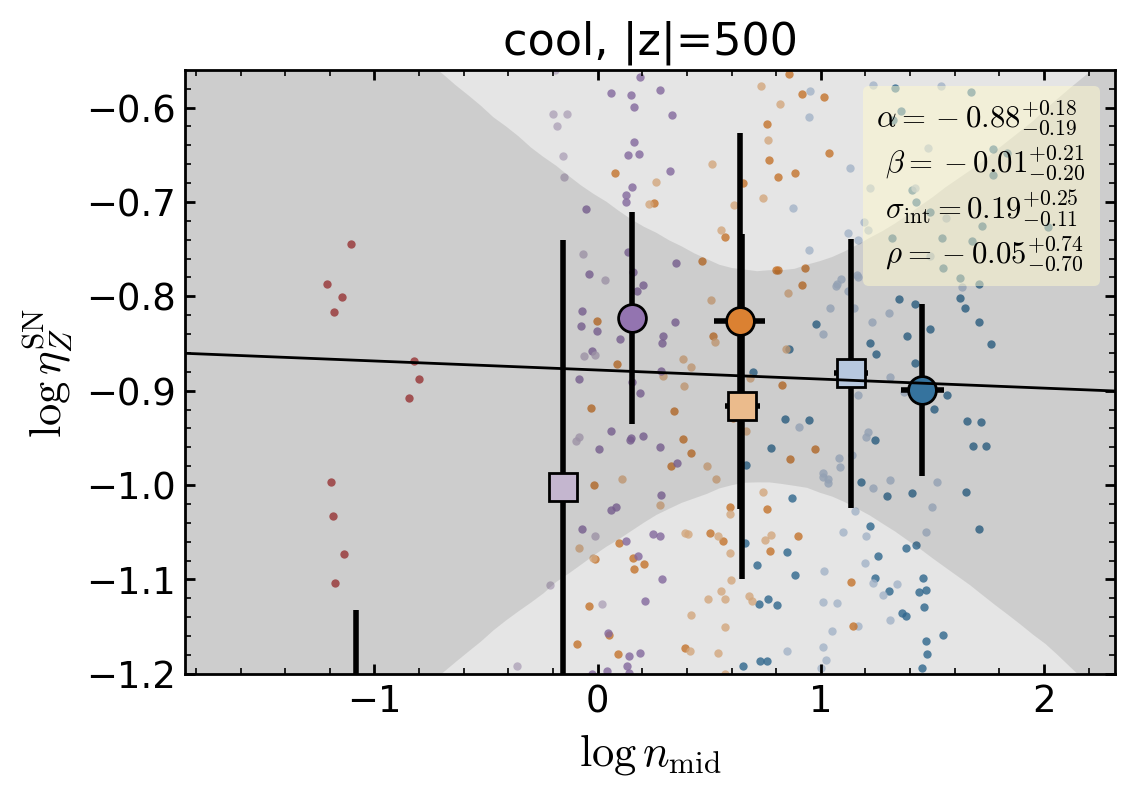 cool, |z|=500
−0.6
−0.7
−0.8
−0.9
−1.0
−1.1
−1.2
log η_Z^SN
α = −0.88^{+0.18}_{−0.19}
β = −0.01^{+0.21}_{−0.20}
σ_int = 0.19^{+0.25}_{−0.11}
ρ = −0.05^{+0.74}_{−0.70}
−1 0 1 2
log n_mid